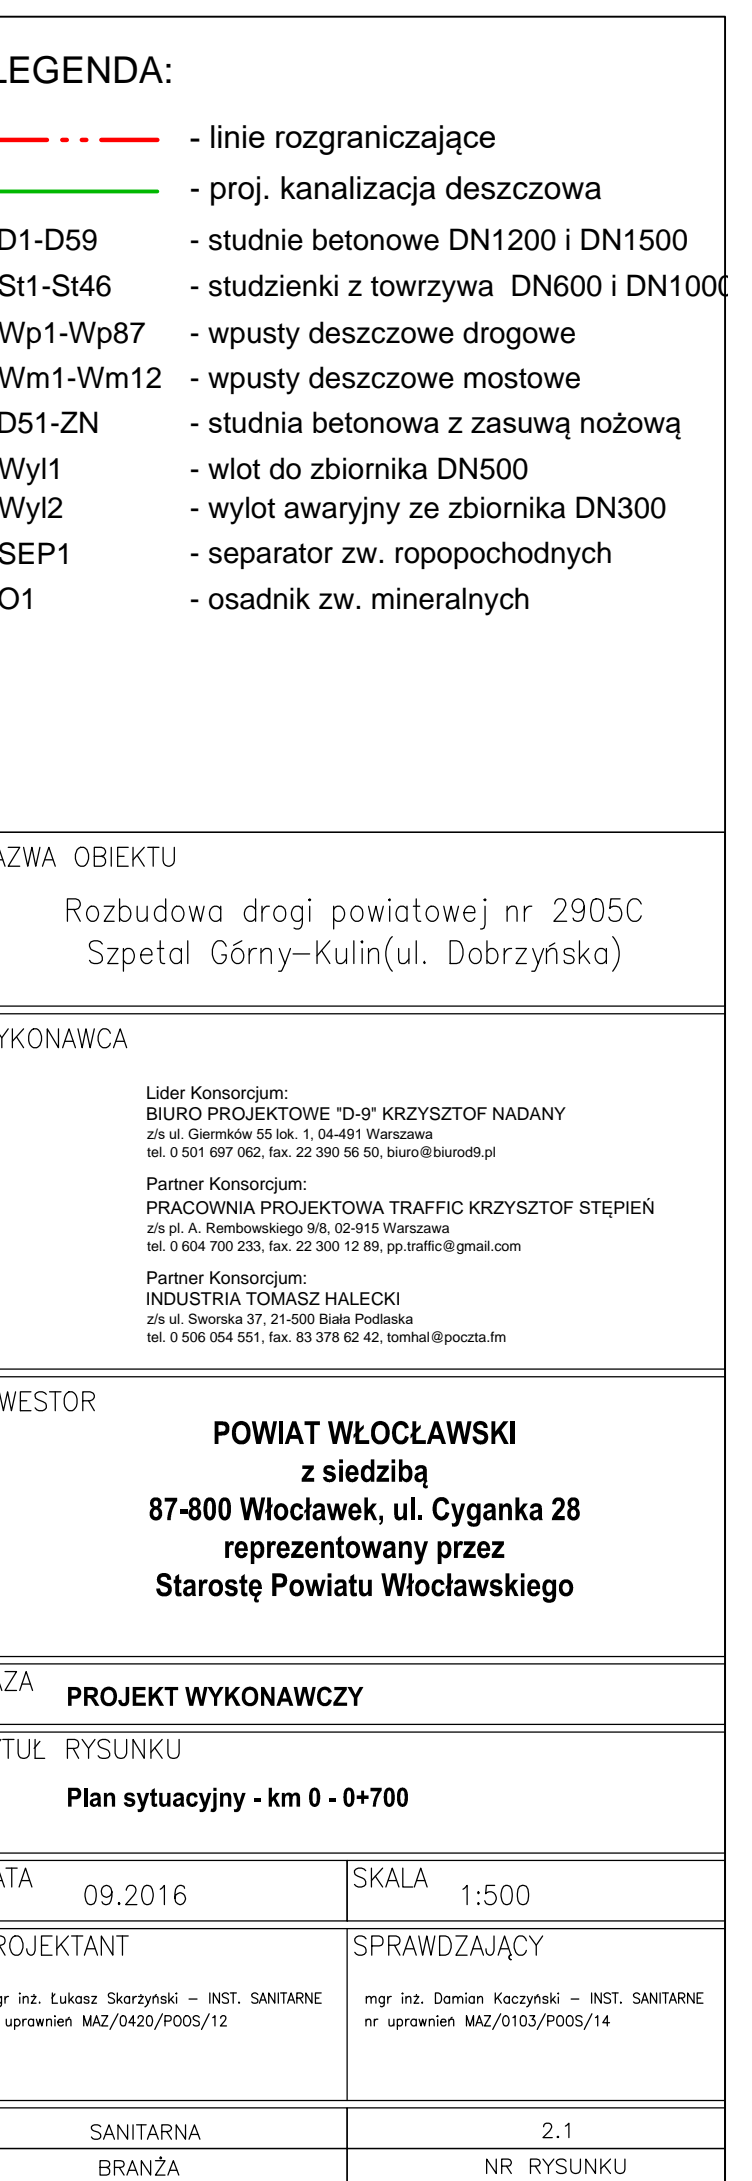 LEGENDA:
- linie rozgraniczające
- proj. kanalizacja deszczowa
D1-D59 - studnie betonowe DN1200 i DN1500
St1-St46 - studzienki z towrzywa DN600 i DN1000
Wp1-Wp87 - wpusty deszczowe drogowe
Wm1-Wm12 - wpusty deszczowe mostowe
D51-ZN - studnia betonowa z zasuwą nożową
Wyl1 - wlot do zbiornika DN500
Wyl2 - wylot awaryjny ze zbiornika DN300
SEP1 - separator zw. ropopochodnych
O1 - osadnik zw. mineralnych
AZWA OBIEKTU
Rozbudowa drogi powiatowej nr 2905C
Szpetal Górny-Kulin(ul. Dobrzyńska)
YKONAWCA
Lider Konsorcjum:
BIURO PROJEKTOWE "D-9" KRZYSZTOF NADANY
z/s ul. Giermków 55 lok. 1, 04-491 Warszawa
tel. 0 501 697 062, fax. 22 390 56 50, biuro@biurod9.pl
Partner Konsorcjum:
PRACOWNIA PROJEKTOWA TRAFFIC KRZYSZTOF STĘPIEŃ
z/s pl. A. Rembowskiego 9/8, 02-915 Warszawa
tel. 0 604 700 233, fax. 22 300 12 89, pp.traffic@gmail.com
Partner Konsorcjum:
INDUSTRIA TOMASZ HALECKI
z/s ul. Sworska 37, 21-500 Biała Podlaska
tel. 0 506 054 551, fax. 83 378 62 42, tomhal@poczta.fm
WESTOR
POWIAT WŁOCŁAWSKI
z siedzibą
87-800 Włocławek, ul. Cyganka 28
reprezentowany przez
Starostę Powiatu Włocławskiego
AZA PROJEKT WYKONAWCZY
YTUŁ RYSUNKU
Plan sytuacyjny - km 0 - 0+700
ATA 09.2016 SKALA 1:500
ROJEKTANT SPRAWDZAJĄCY
gr inż. Łukasz Skarżyński – INST. SANITARNE
uprawnień MAZ/0420/POOS/12
mgr inż. Damian Kaczyński – INST. SANITARNE
nr uprawnień MAZ/0103/POOS/14
SANITARNA 2.1
BRANŻA NR RYSUNKU